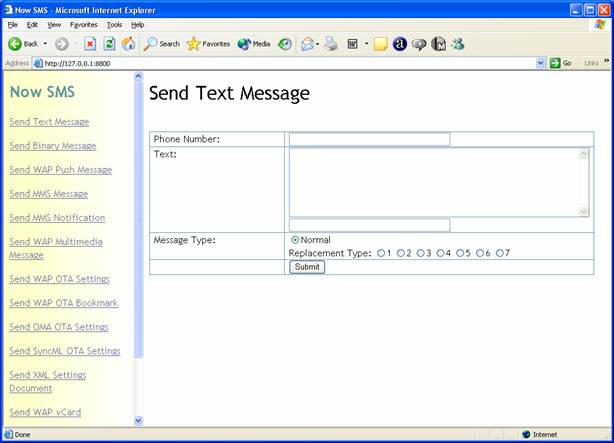 Now SMS - Microsoft Internet Explorer
File Edit View Favorites Tools Help
Back Search Favorites Media
Address http://127.0.0.1:8800 Go Links »
Now SMS
Send Text Message
Send Binary Message
Send WAP Push Message
Send MMS Message
Send MMS Notification
Send WAP Multimedia
Message
Send WAP OTA Settings
Send WAP OTA Bookmark
Send OMA OTA Settings
Send SyncML OTA Settings
Send XML Settings
Document
Send WAP vCard
Send Text Message
Phone Number:
Text:
Message Type: Normal
Replacement Type: 1 2 3 4 5 6 7
Submit
Done Internet